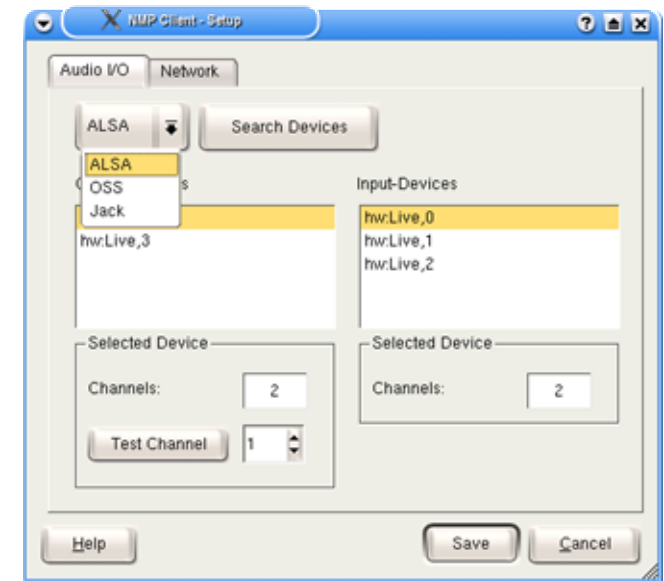 NMP Client - Setup
Audio I/O Network
ALSA Search Devices
ALSA
OSS
Jack
Input-Devices
hw:Live,3
hw:Live,0
hw:Live,1
hw:Live,2
Selected Device
Channels: 2
Test Channel 1
Selected Device
Channels: 2
Help Save Cancel